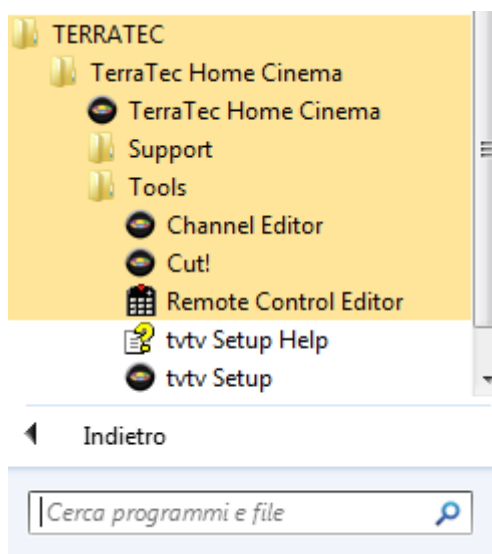 TERRATEC
TerraTec Home Cinema
TerraTec Home Cinema
Support
Tools
Channel Editor
Cut!
Remote Control Editor
tvtv Setup Help
tvtv Setup
Indietro
Cerca programmi e file